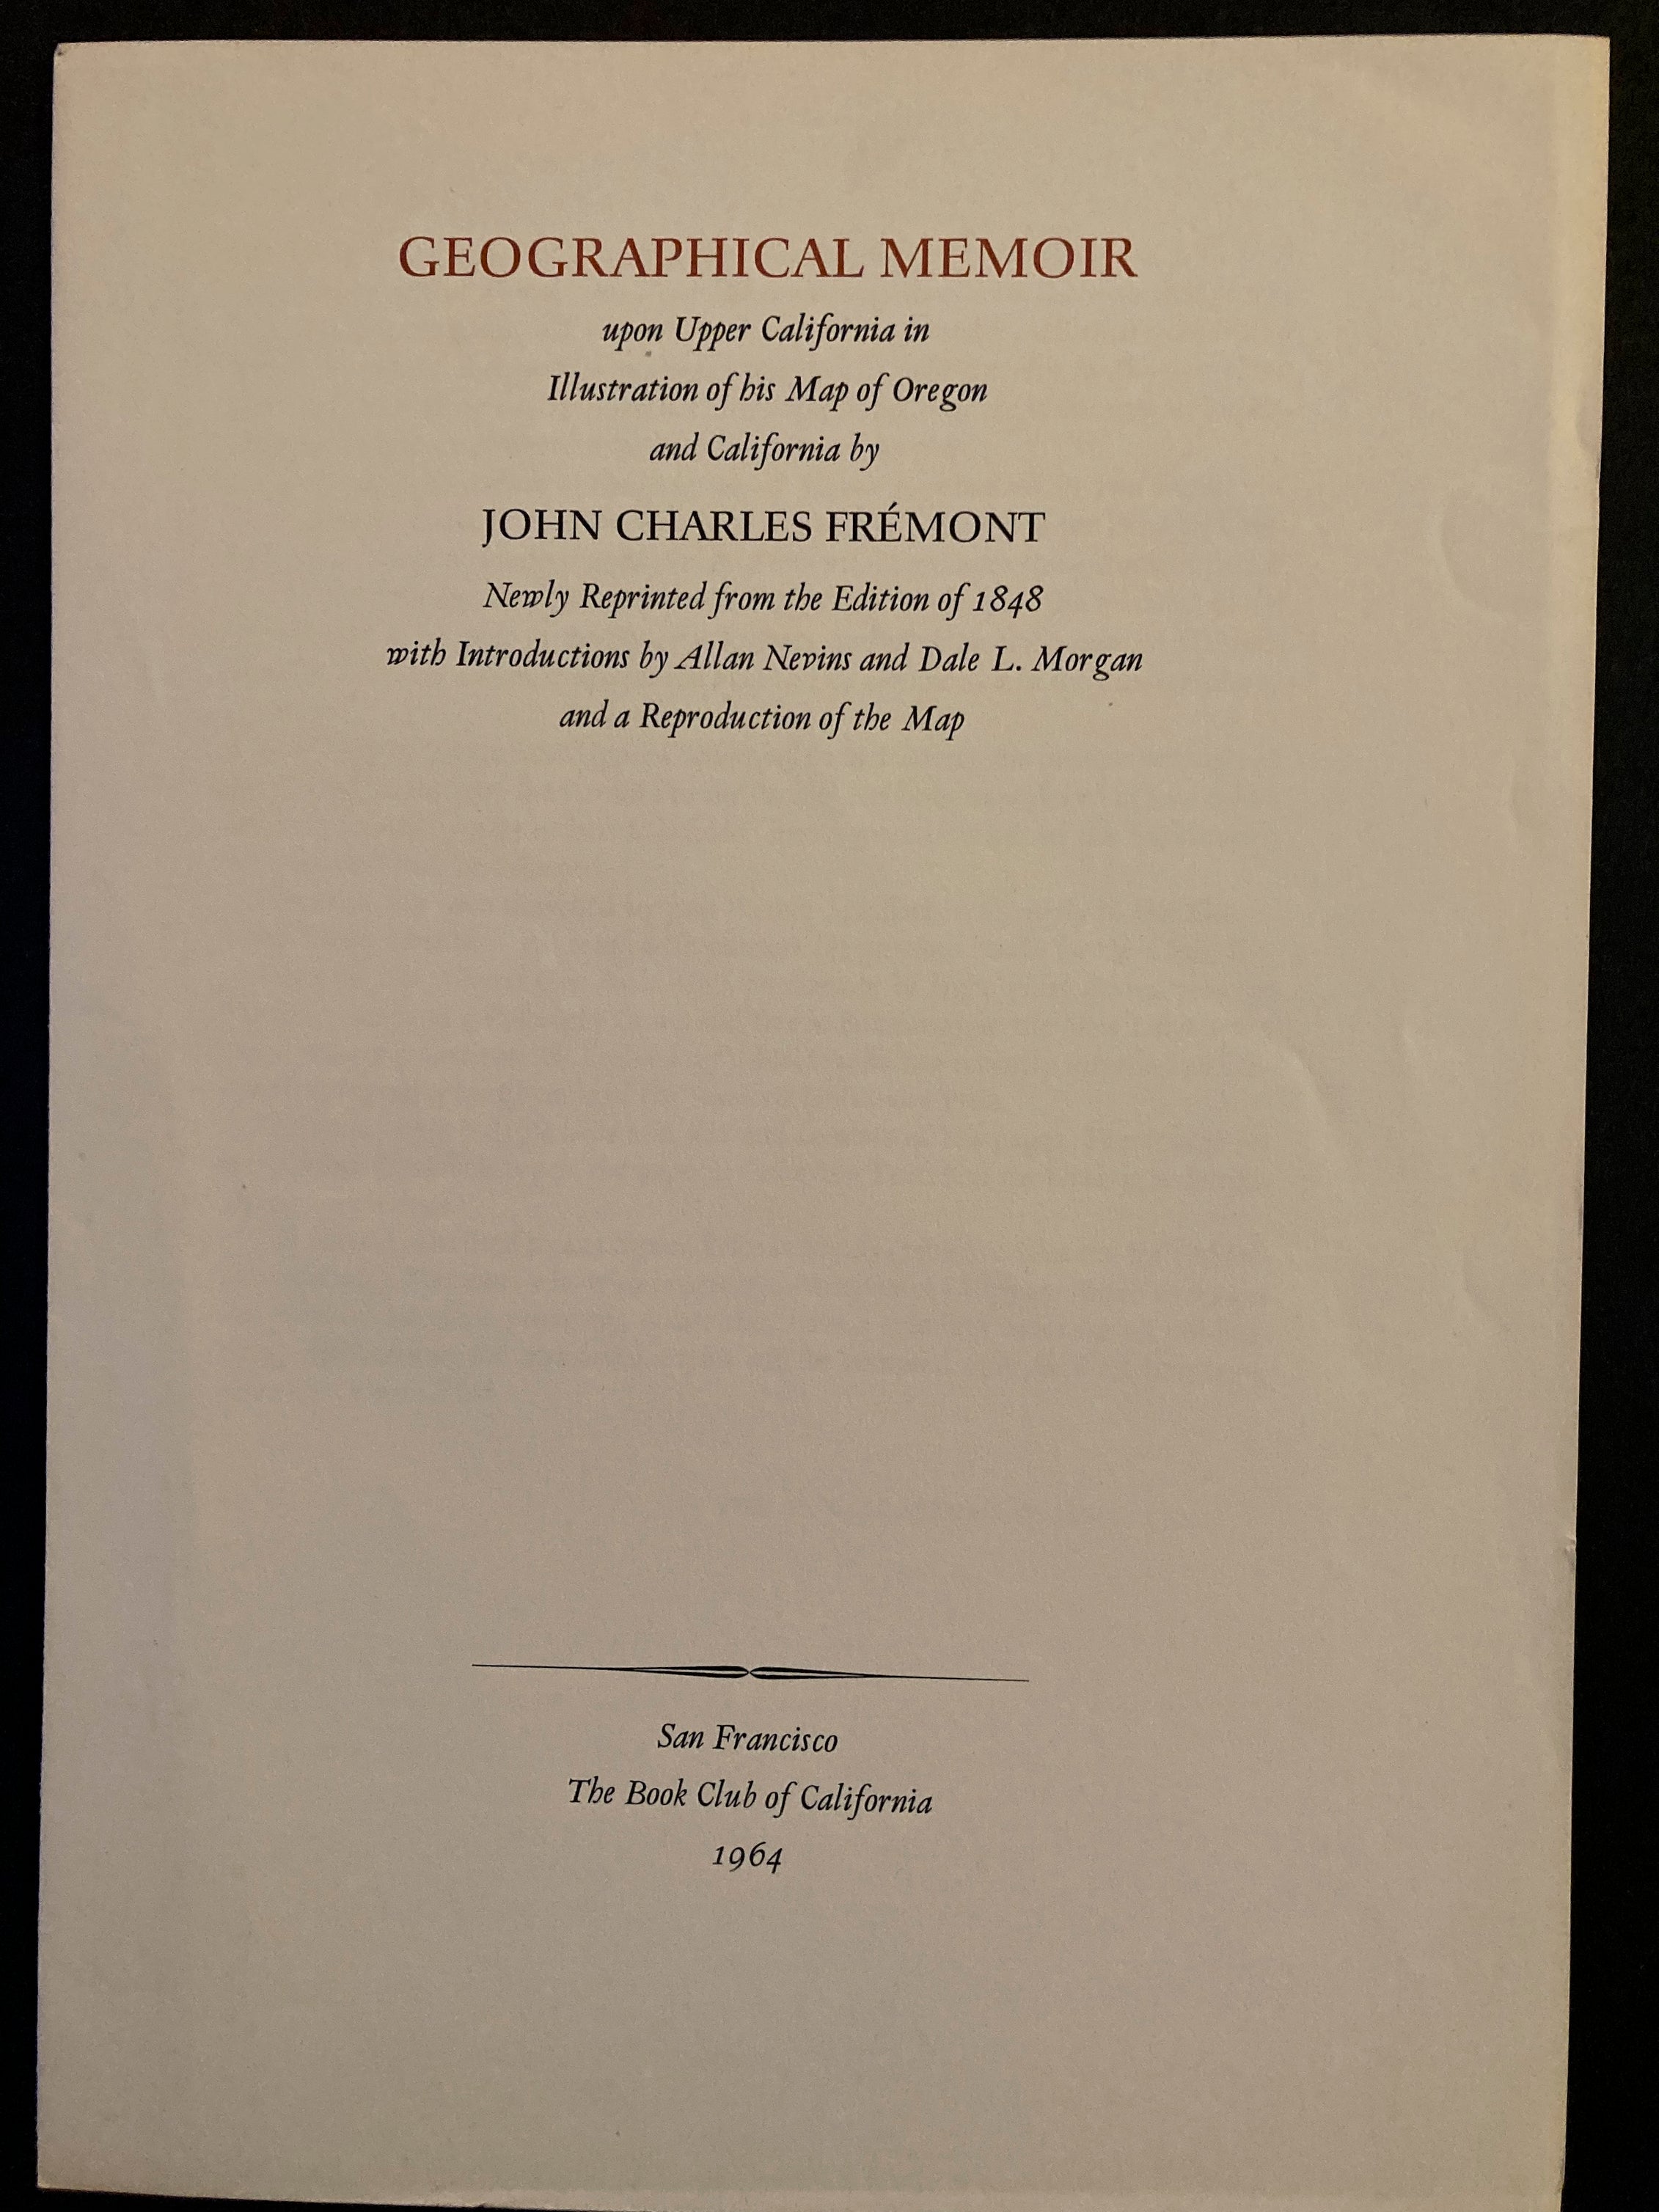 GEOGRAPHICAL MEMOIR
upon Upper California in
Illustration of his Map of Oregon
and California by
JOHN CHARLES FRÉMONT
Newly Reprinted from the Edition of 1848
with Introductions by Allan Nevins and Dale L. Morgan
and a Reproduction of the Map
San Francisco
The Book Club of California
1964